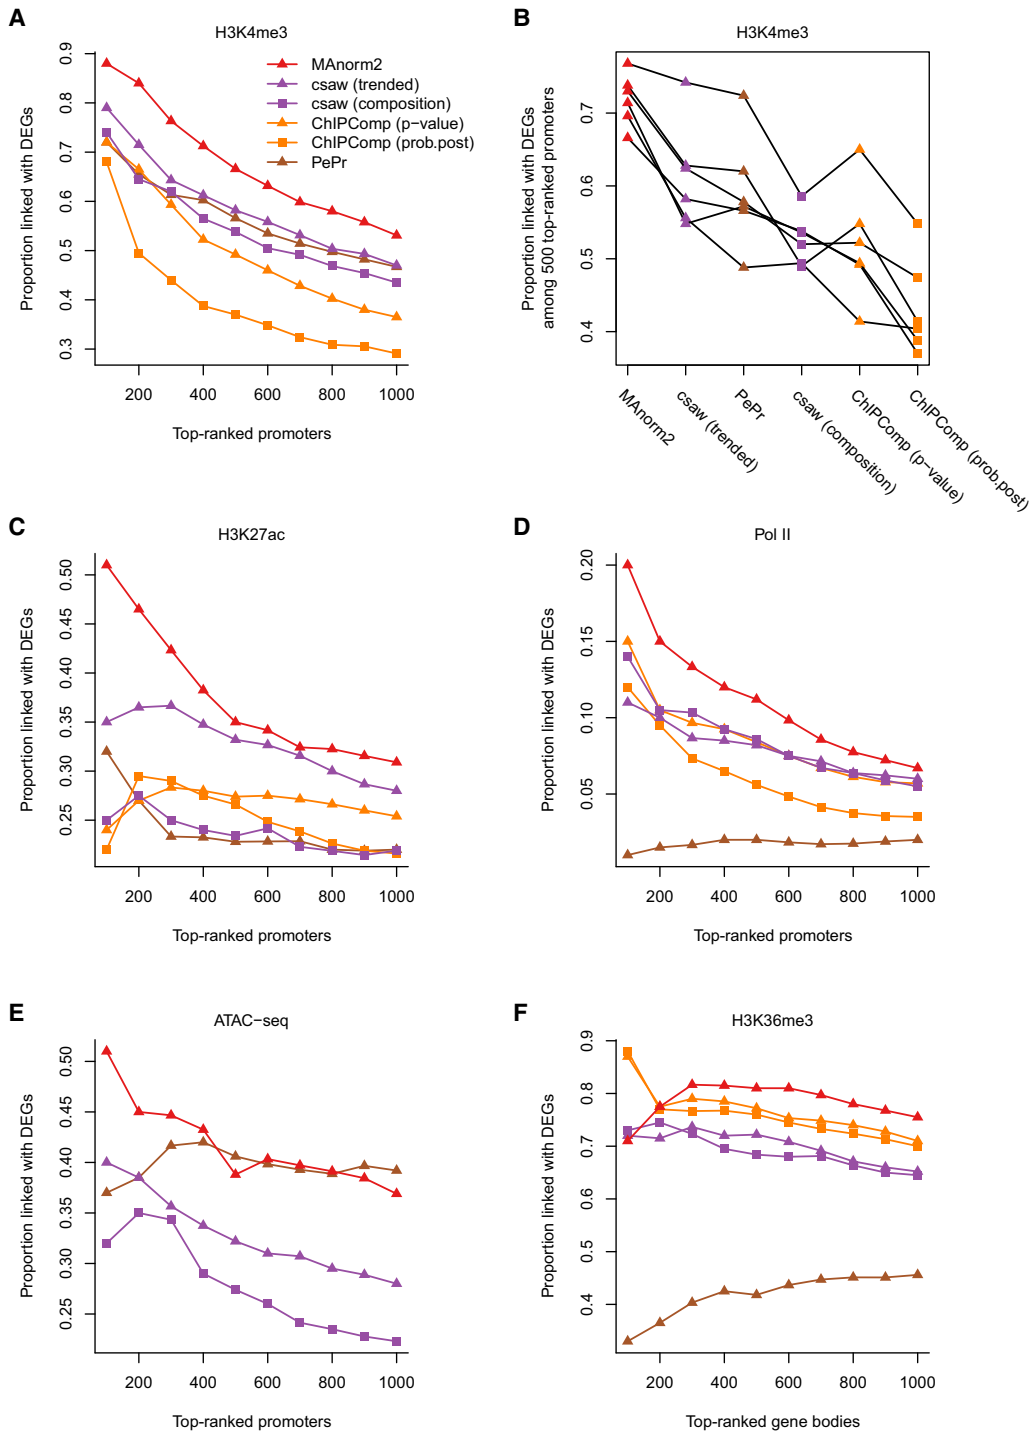 A
H3K4me3
0.9
0.8
0.7
0.6
0.5
0.4
0.3
Proportion linked with DEGs
MAnorm2
csaw (trended)
csaw (composition)
ChIPComp (p−value)
ChIPComp (prob.post)
PePr
200 400 600 800 1000
Top-ranked promoters
B
H3K4me3
0.7
0.6
0.5
0.4
Proportion linked with DEGs
among 500 top-ranked promoters
MAnorm2
csaw (trended)
PePr
csaw (composition)
ChIPComp (p−value)
ChIPComp (prob.post)
C
H3K27ac
0.50
0.45
0.40
0.35
0.30
0.25
Proportion linked with DEGs
200 400 600 800 1000
Top-ranked promoters
D
Pol II
0.20
0.15
0.10
0.05
Proportion linked with DEGs
200 400 600 800 1000
Top-ranked promoters
E
ATAC−seq
0.50
0.45
0.40
0.35
0.30
0.25
Proportion linked with DEGs
200 400 600 800 1000
Top-ranked promoters
F
H3K36me3
0.9
0.8
0.7
0.6
0.4
Proportion linked with DEGs
200 400 600 800 1000
Top-ranked gene bodies